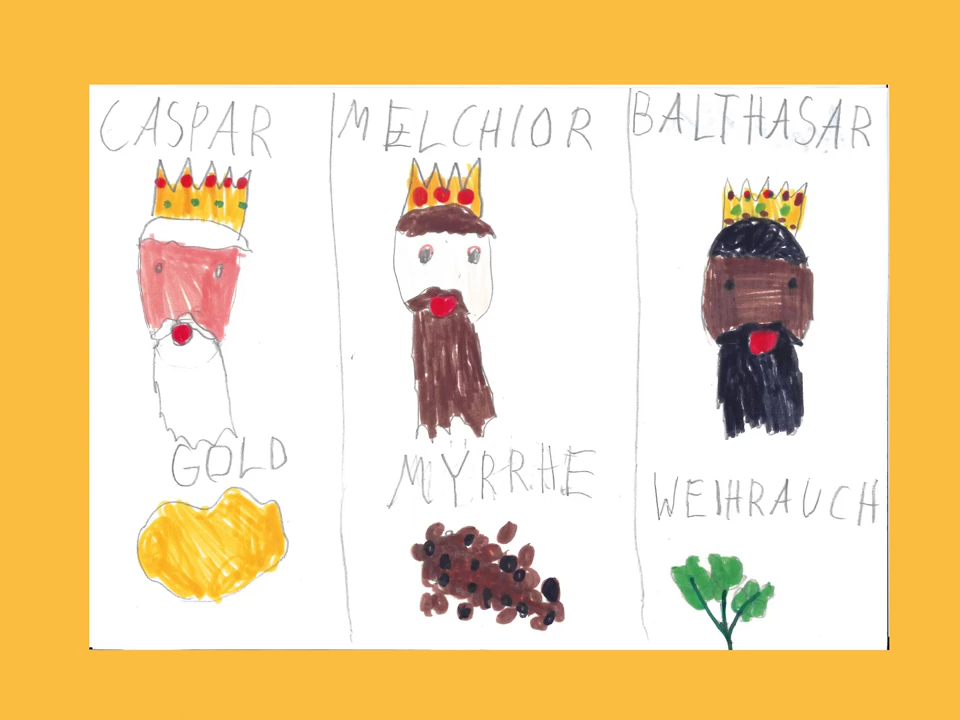 CASPAR
MELCHIOR
BALTHASAR
GOLD
MYRRHE
WEIHRAUCH